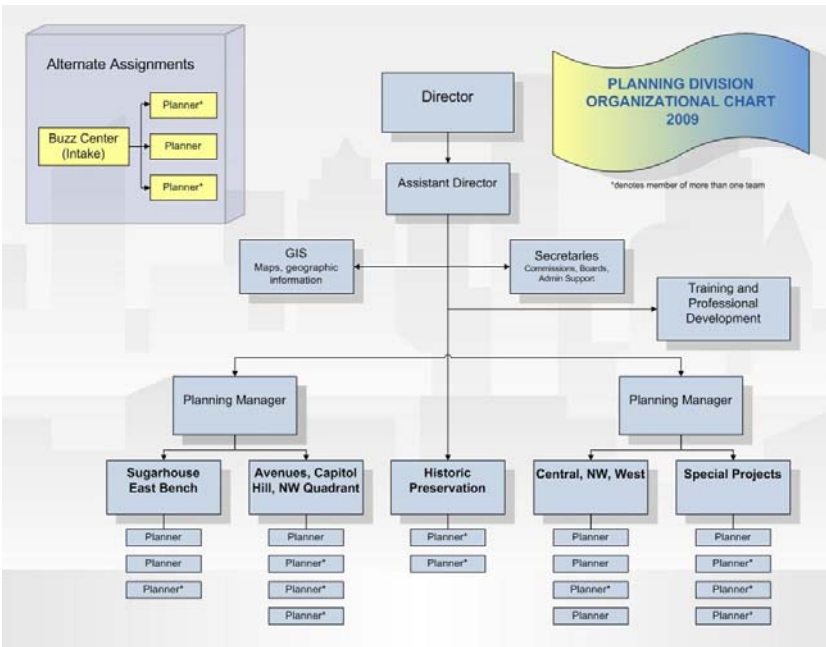 Alternate Assignments
Buzz Center
(Intake)
Planner*
Planner
Planner*
PLANNING DIVISION
ORGANIZATIONAL CHART
2009
*denotes member of more than one team
Director
Assistant Director
GIS
Maps, geographic
information
Secretaries
Commissions, Boards,
Admin Support
Training and
Professional
Development
Planning Manager
Planning Manager
Sugarhouse
East Bench
Planner
Planner
Planner*
Avenues, Capitol
Hill, NW Quadrant
Planner
Planner*
Planner*
Planner*
Historic
Preservation
Planner*
Planner*
Central, NW, West
Planner
Planner
Planner*
Planner
Special Projects
Planner
Planner*
Planner*
Planner*